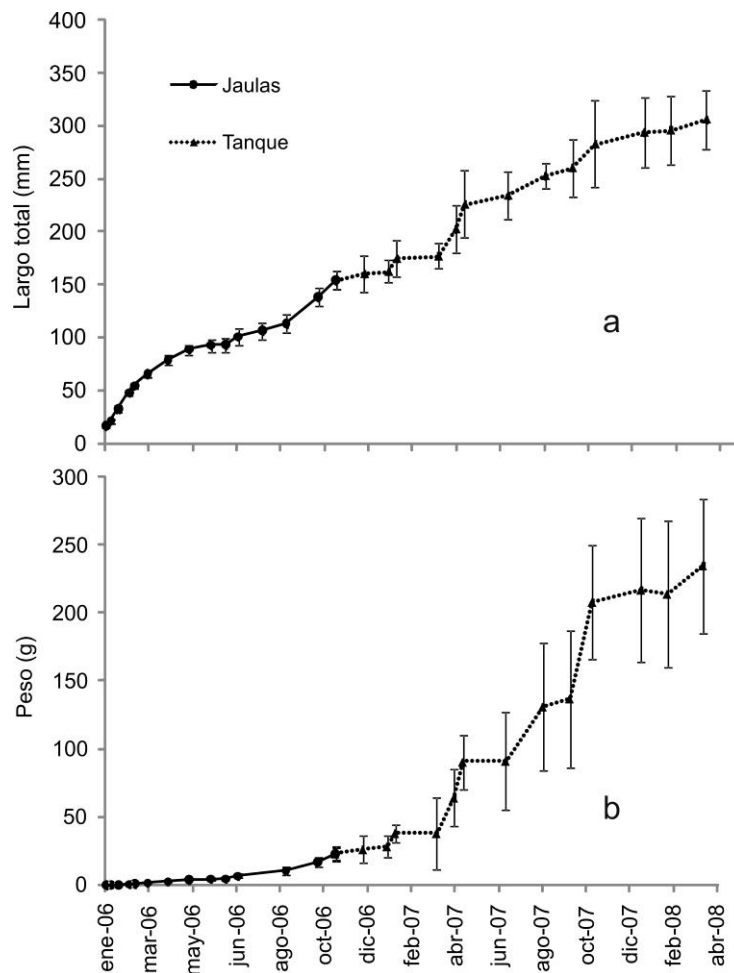 400
350
300
250
200
150
100
50
0
Largo total (mm)
Jaulas
Tanque
a
300
250
200
150
100
50
0
Peso (g)
b
ene-06
mar-06
may-06
jun-06
ago-06
oct-06
dic-06
feb-07
abr-07
jun-07
ago-07
oct-07
dic-07
feb-08
abr-08